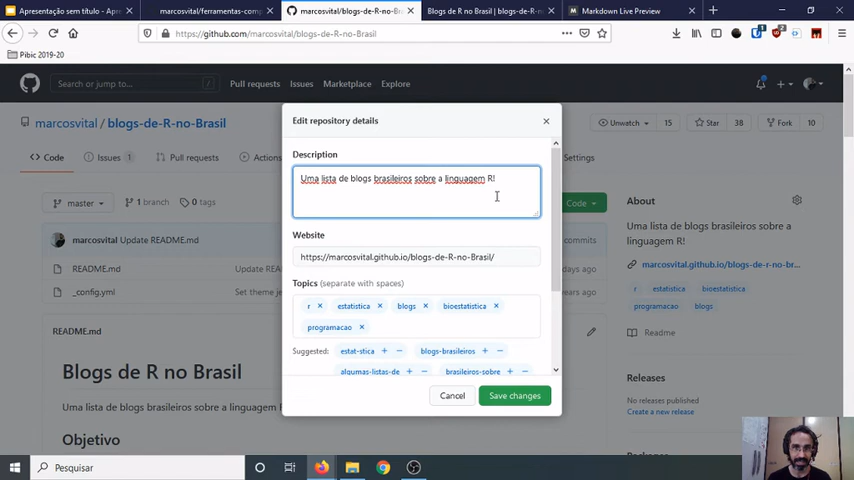 Apresentação sem título - Apre
marcosvital/ferramentas-comp
marcosvital/blogs-de-R-no-Bra
Blogs de R no Brasil | blogs-de-r-n
Markdown Live Preview
https://github.com/marcosvital/blogs-de-R-no-Brasil
Pibic 2019-20
Search or jump to... / Pull requests Issues Marketplace Explore
marcosvital / blogs-de-R-no-Brasil
Unwatch 15 Star 38 Fork 10
Code Issues 1 Pull requests Actions Settings
master 1 branch 0 tags Code
marcosvital Update README.md commits
README.md Update READ days ago
_config.yml Set theme je years ago
README.md
Blogs de R no Brasil
Uma lista de blogs brasileiros sobre a linguagem R
Objetivo
Edit repository details
Description
Uma lista de blogs brasileiros sobre a linguagem R!
Website
https://marcosvital.github.io/blogs-de-R-no-Brasil/
Topics (separate with spaces)
r estatistica blogs bioestatistica
programacao
Suggested: estat-stica blogs-brasileiros
algumas-listas-de brasileiros-sobre
Cancel Save changes
About
Uma lista de blogs brasileiros sobre a
linguagem R!
marcosvital.github.io/blogs-de-r-no-br...
r estatistica bioestatistica
programacao blogs
Readme
Releases
No releases published
Create a new release
Pesquisar